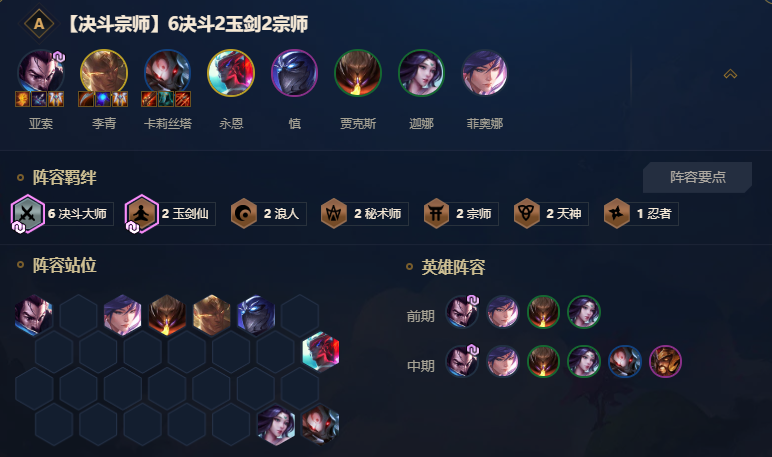 A 【决斗宗师】6决斗2玉剑2宗师
亚索 李青 卡莉丝塔 永恩 慎 贾克斯 迦娜 菲奥娜
阵容羁绊 阵容要点
6 决斗大师 2 玉剑仙 2 浪人 2 秘术师 2 宗师 2 天神 1 忍者
阵容站位 英雄阵容
前期
中期